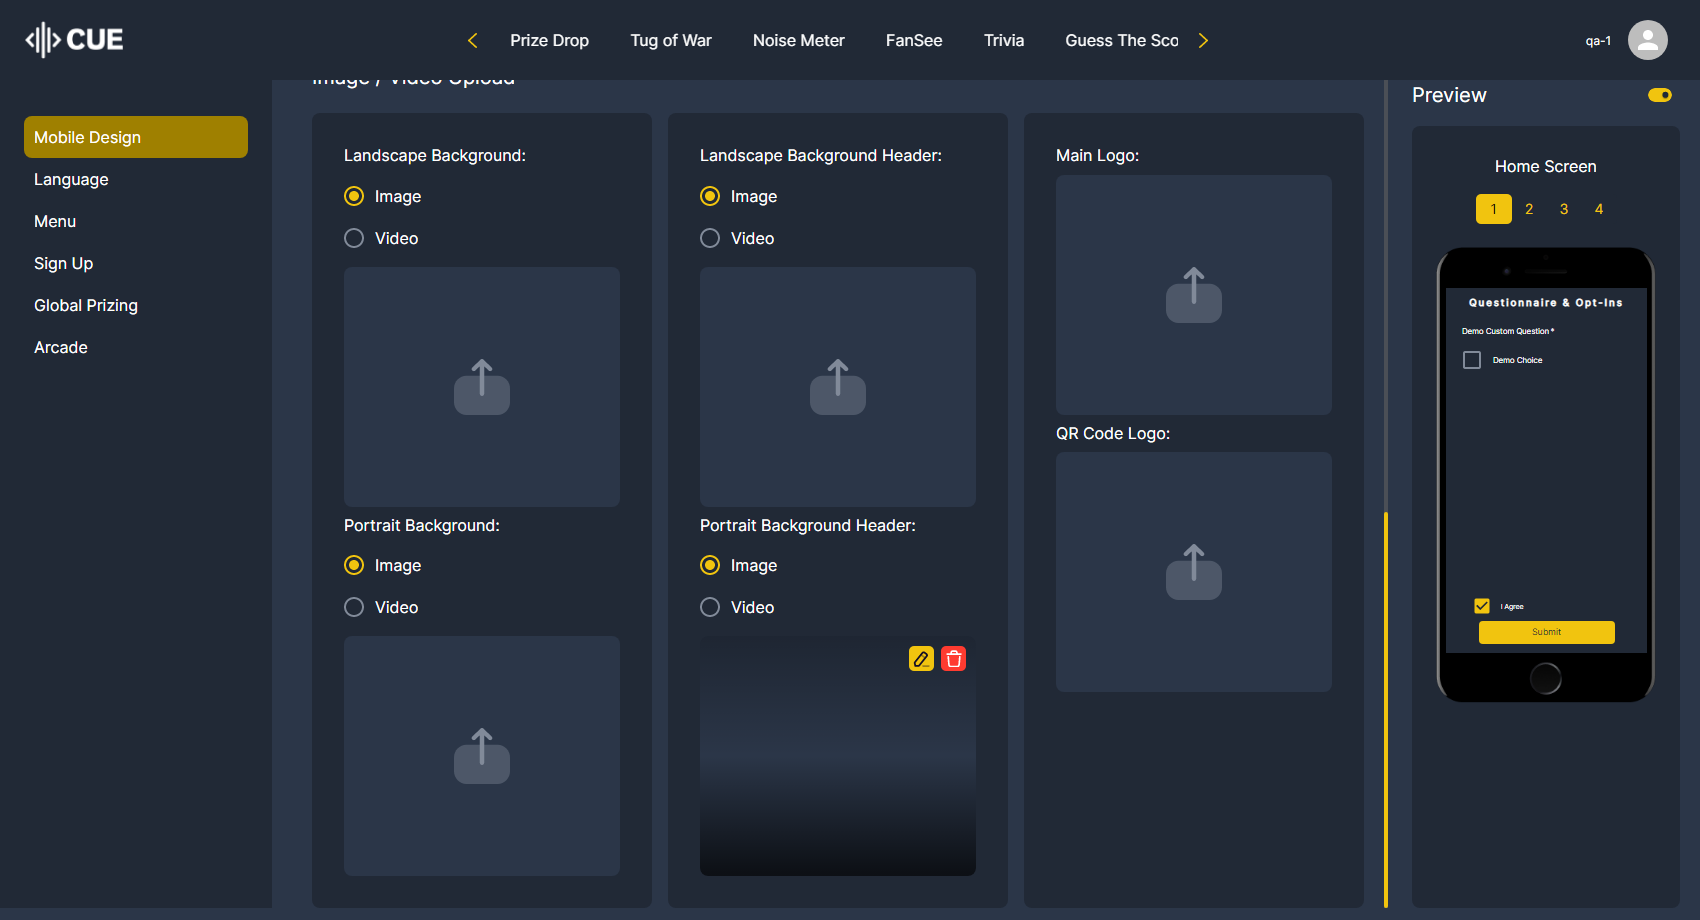 CUE
Prize Drop
Tug of War
Noise Meter
FanSee
Trivia
Guess The Sco
qa-1
Mobile Design
Language
Menu
Sign Up
Global Prizing
Arcade
Image / Video Upload
Landscape Background:
Image
Video
Portrait Background:
Image
Video
Landscape Background Header:
Image
Video
Portrait Background Header:
Image
Video
Main Logo:
QR Code Logo:
Preview
Home Screen
1 2 3 4
Questionnaire & Opt-Ins
Demo Custom Question *
Demo Choice
I Agree
Submit